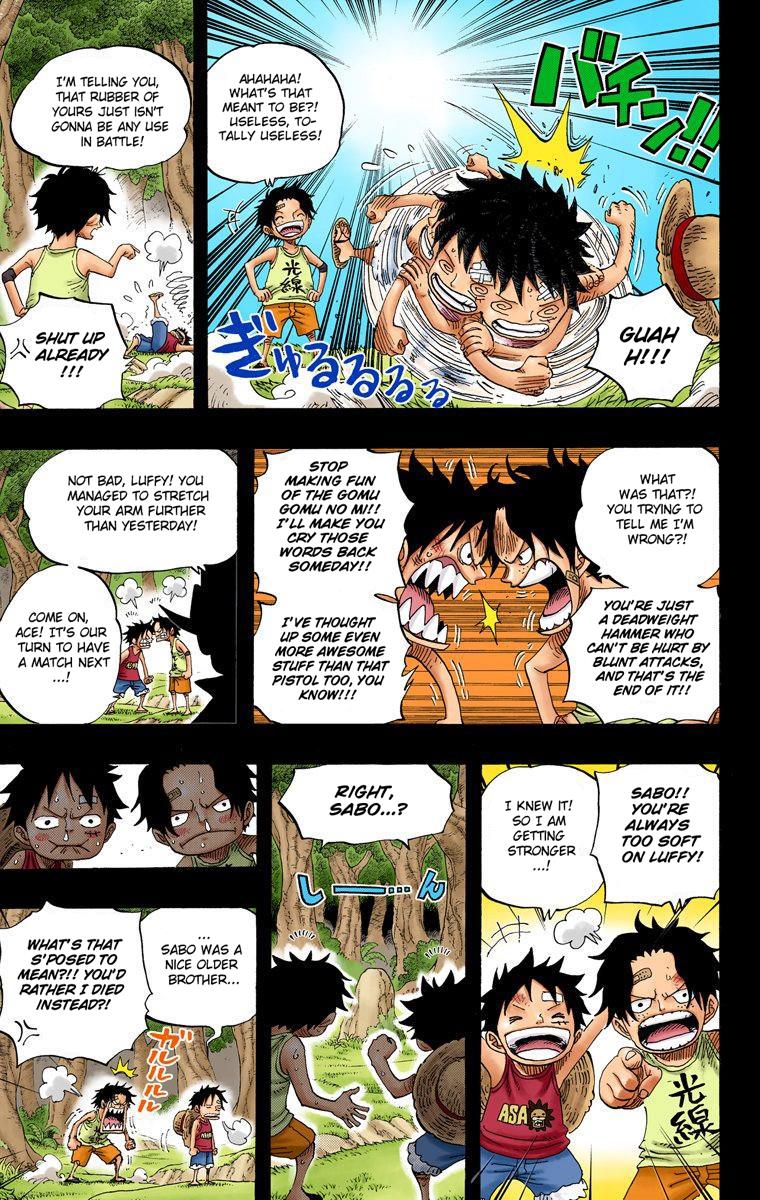 バチン!!
AHAHAHA!
WHAT'S THAT
MEANT TO BE?!
USELESS, TO-
TALLY USELESS!
光線
GUAH
H!!!
ぎゅるるるるる
I'M TELLING YOU,
THAT RUBBER OF
YOURS JUST ISN'T
GONNA BE ANY USE
IN BATTLE!
SHUT UP
ALREADY
!!!
WHAT
WAS THAT?!
YOU TRYING TO
TELL ME I'M
WRONG?!
YOU'RE JUST
A DEADWEIGHT
HAMMER WHO
CAN'T BE HURT BY
BLUNT ATTACKS,
AND THAT'S THE
END OF IT!!
STOP
MAKING FUN
OF THE GOMU
GOMU NO MI!!
I'LL MAKE YOU
CRY THOSE
WORDS BACK
SOMEDAY!!
I'VE THOUGHT
UP SOME EVEN
MORE AWESOME
STUFF THAN THAT
PISTOL TOO, YOU
KNOW!!!
NOT BAD, LUFFY! YOU
MANAGED TO STRETCH
YOUR ARM FURTHER
THAN YESTERDAY!
COME ON,
ACE! IT'S OUR
TURN TO HAVE
A MATCH NEXT
...!
SABO!!
YOU'RE
ALWAYS
TOO SOFT
ON LUFFY!
I KNEW IT!
SO I AM
GETTING
STRONGER
...!
ASA
光線
RIGHT,
SABO...?
しーー…ん
...
SABO WAS A
NICE OLDER
BROTHER...
WHAT'S THAT
S'POSED TO
MEAN?!! YOU'D
RATHER I DIED
INSTEAD?!
ガルルルル